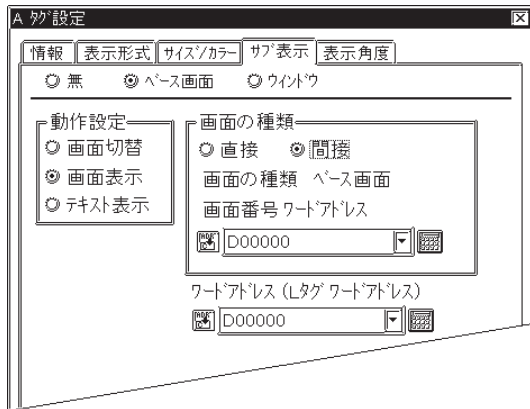 A ﾀｸﾞ設定
情報 表示形式 ｻｲｽﾞ/ｶﾗｰ ｻﾌﾞ表示 表示角度
無 ﾍﾞｰｽ画面 ｳｲﾝﾄﾞｳ
動作設定
画面切替
画面表示
ﾃｷｽﾄ表示
画面の種類
直接 間接
画面の種類 ﾍﾞｰｽ画面
画面番号 ﾜｰﾄﾞｱﾄﾞﾚｽ
D00000
ﾜｰﾄﾞｱﾄﾞﾚｽ (Lﾀｸﾞ ﾜｰﾄﾞｱﾄﾞﾚｽ)
D00000